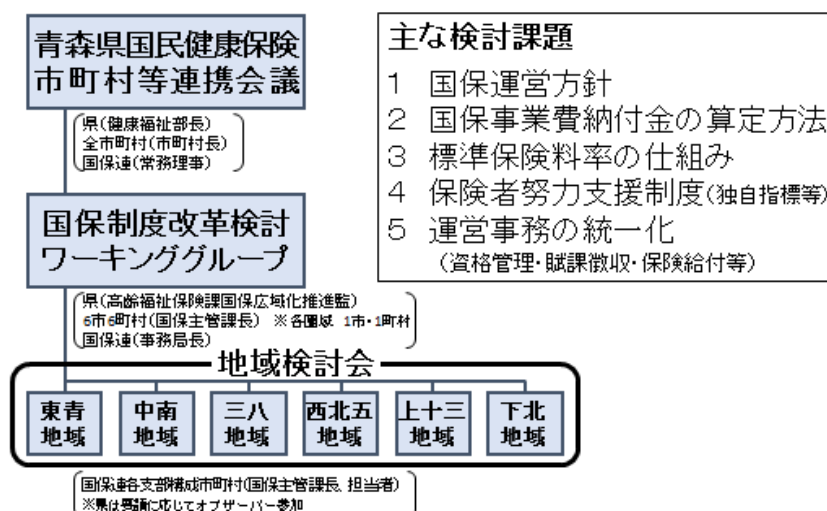 青森県国民健康保険
市町村等連携会議
県(健康福祉部長)
全市町村(市町村長)
国保連(常務理事)
国保制度改革検討
ワーキンググループ
県(高齢福祉保険課国保広域化推進監)
6市6町村(国保主管課長) ※各圏域 1市・1町村
国保連(事務局長)
地域検討会
東青
地域
中南
地域
三八
地域
西北五
地域
上十三
地域
下北
地域
国保連各支部構成市町村(国保主管課長、担当者)
※県は要請に応じてオブザーバー参加
主な検討課題
1 国保運営方針
2 国保事業費納付金の算定方法
3 標準保険料率の仕組み
4 保険者努力支援制度(独自指標等)
5 運営事務の統一化
(資格管理・賦課徴収・保険給付等)